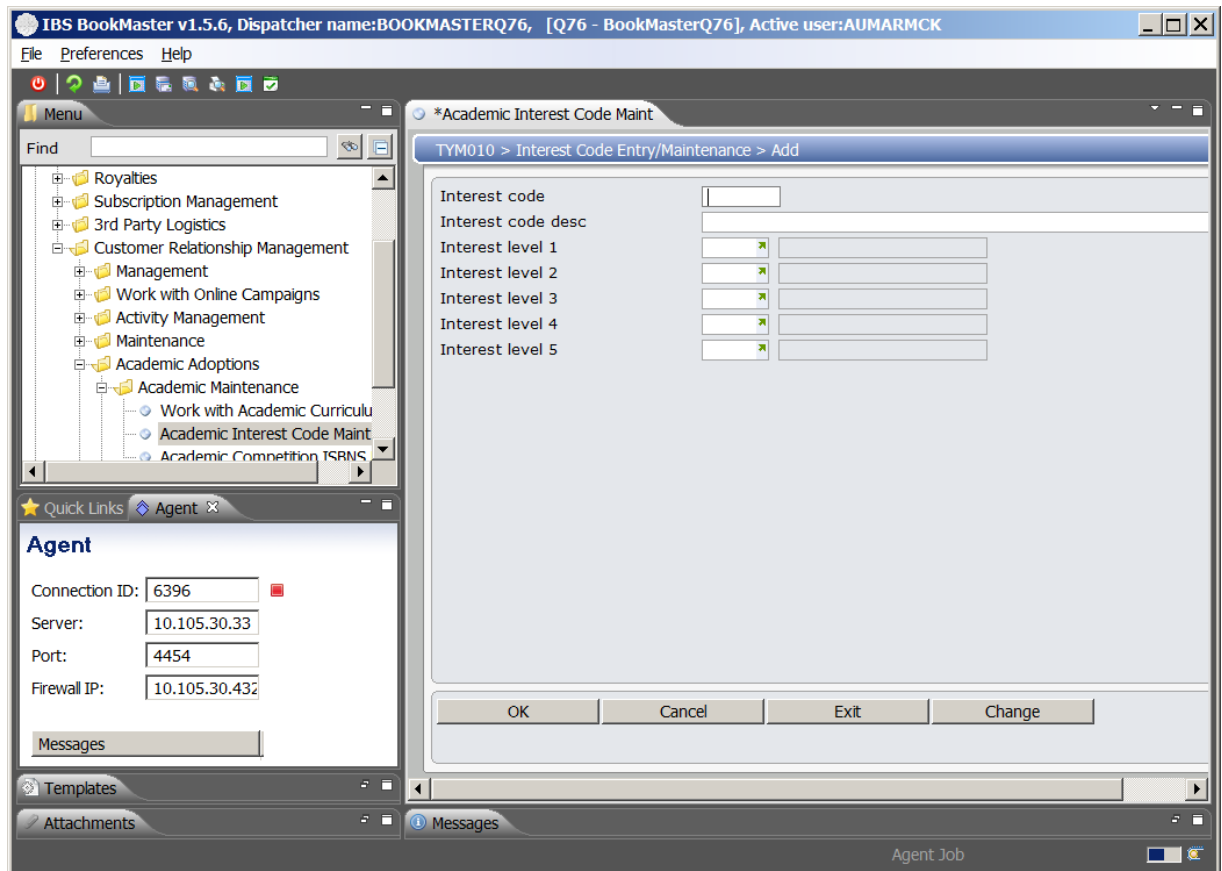 IBS BookMaster v1.5.6, Dispatcher name:BOOKMASTERQ76, [Q76 - BookMasterQ76], Active user:AUMARMCK
File Preferences Help
Menu
Find
Royalties
Subscription Management
3rd Party Logistics
Customer Relationship Management
Management
Work with Online Campaigns
Activity Management
Maintenance
Academic Adoptions
Academic Maintenance
Work with Academic Curriculu
Academic Interest Code Maint
Academic Competition ISBNS
Quick Links
Agent
Agent
Connection ID: 6396
Server: 10.105.30.33
Port: 4454
Firewall IP: 10.105.30.432
Messages
Templates
Attachments
*Academic Interest Code Maint
TYM010 > Interest Code Entry/Maintenance > Add
Interest code
Interest code desc
Interest level 1
Interest level 2
Interest level 3
Interest level 4
Interest level 5
OK Cancel Exit Change
Messages
Agent Job